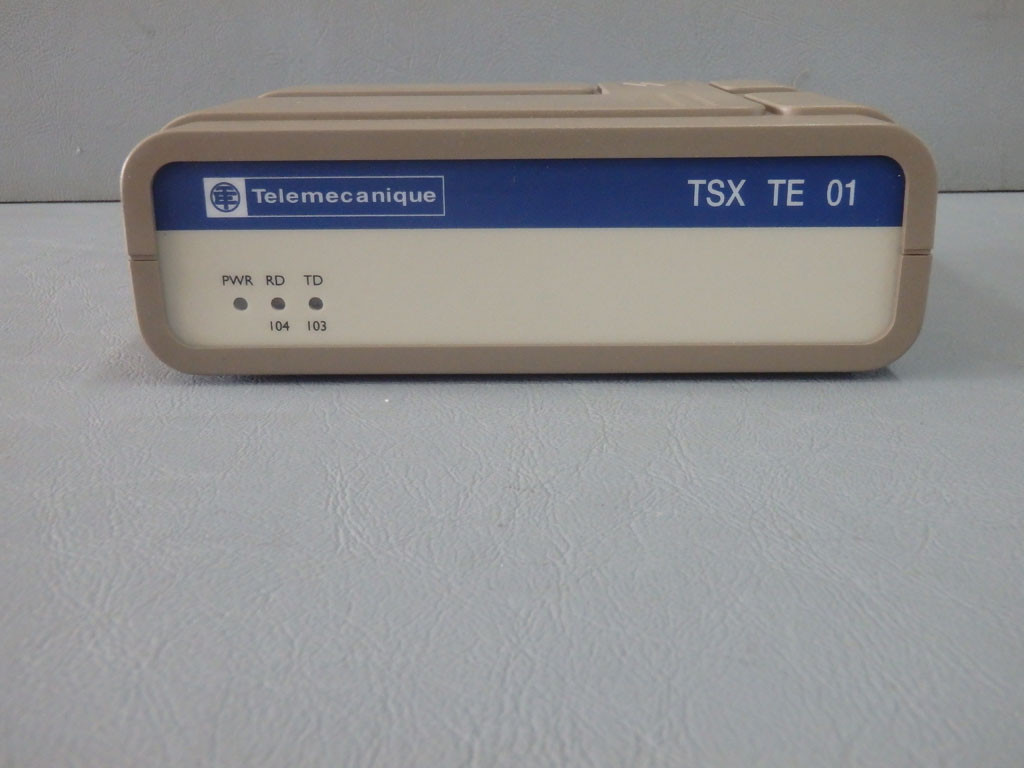 Telemecanique
TSX TE 01
PWR RD TD
104 103